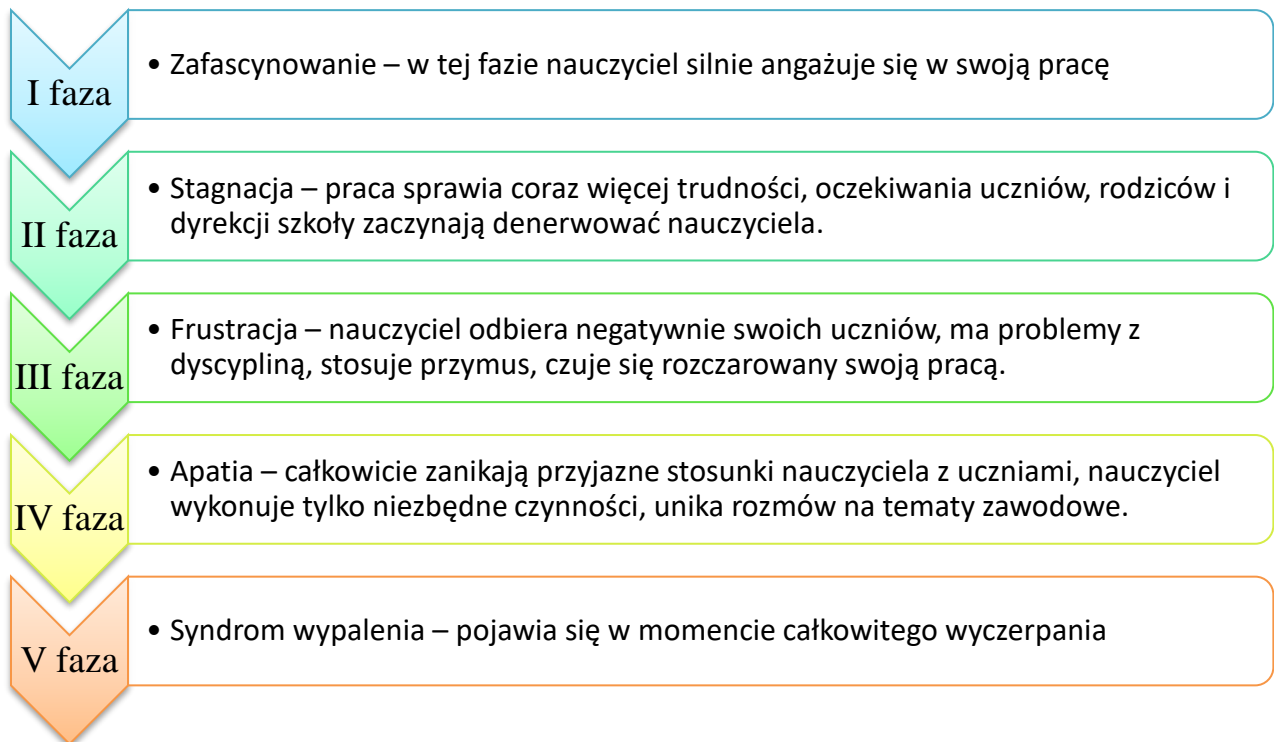 I faza
• Zafascynowanie – w tej fazie nauczyciel silnie angażuje się w swoją pracę
II faza
• Stagnacja – praca sprawia coraz więcej trudności, oczekiwania uczniów, rodziców i
dyrekcji szkoły zaczynają denerwować nauczyciela.
III faza
• Frustracja – nauczyciel odbiera negatywnie swoich uczniów, ma problemy z
dyscypliną, stosuje przymus, czuje się rozczarowany swoją pracą.
IV faza
• Apatia – całkowicie zanikają przyjazne stosunki nauczyciela z uczniami, nauczyciel
wykonuje tylko niezbędne czynności, unika rozmów na tematy zawodowe.
V faza
• Syndrom wypalenia – pojawia się w momencie całkowitego wyczerpania